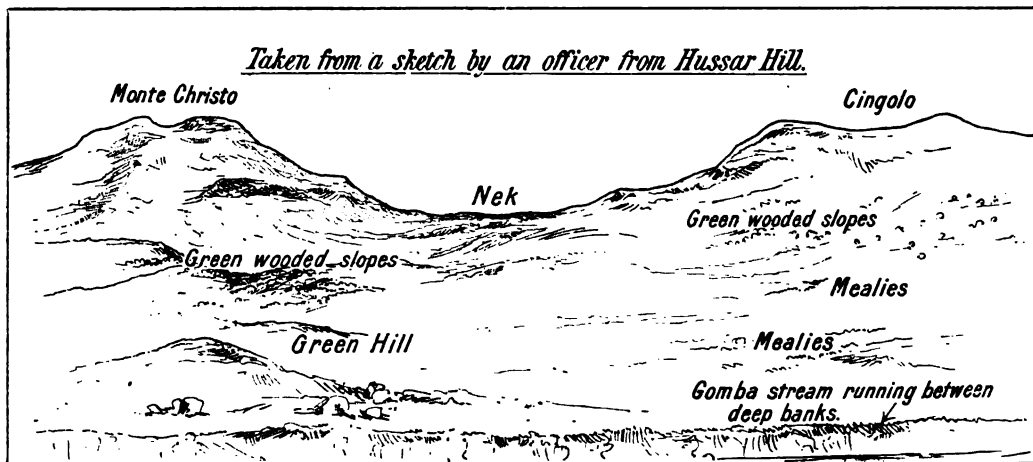 Taken from a sketch by an officer from Hussar Hill.
Monte Christo
Cingolo
Nek
Green wooded slopes
Green wooded slopes
Mealies
Green Hill
Mealies
Gomba stream running between
deep banks.